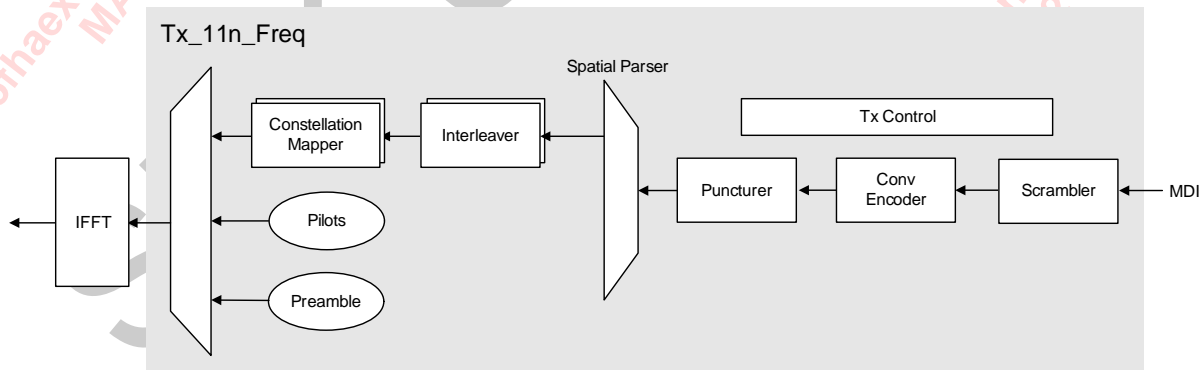 Tx_11n_Freq
Spatial Parser
Tx Control
Constellation
Mapper
Interleaver
Puncturer
Conv
Encoder
Scrambler
MDI
IFFT
Pilots
Preamble